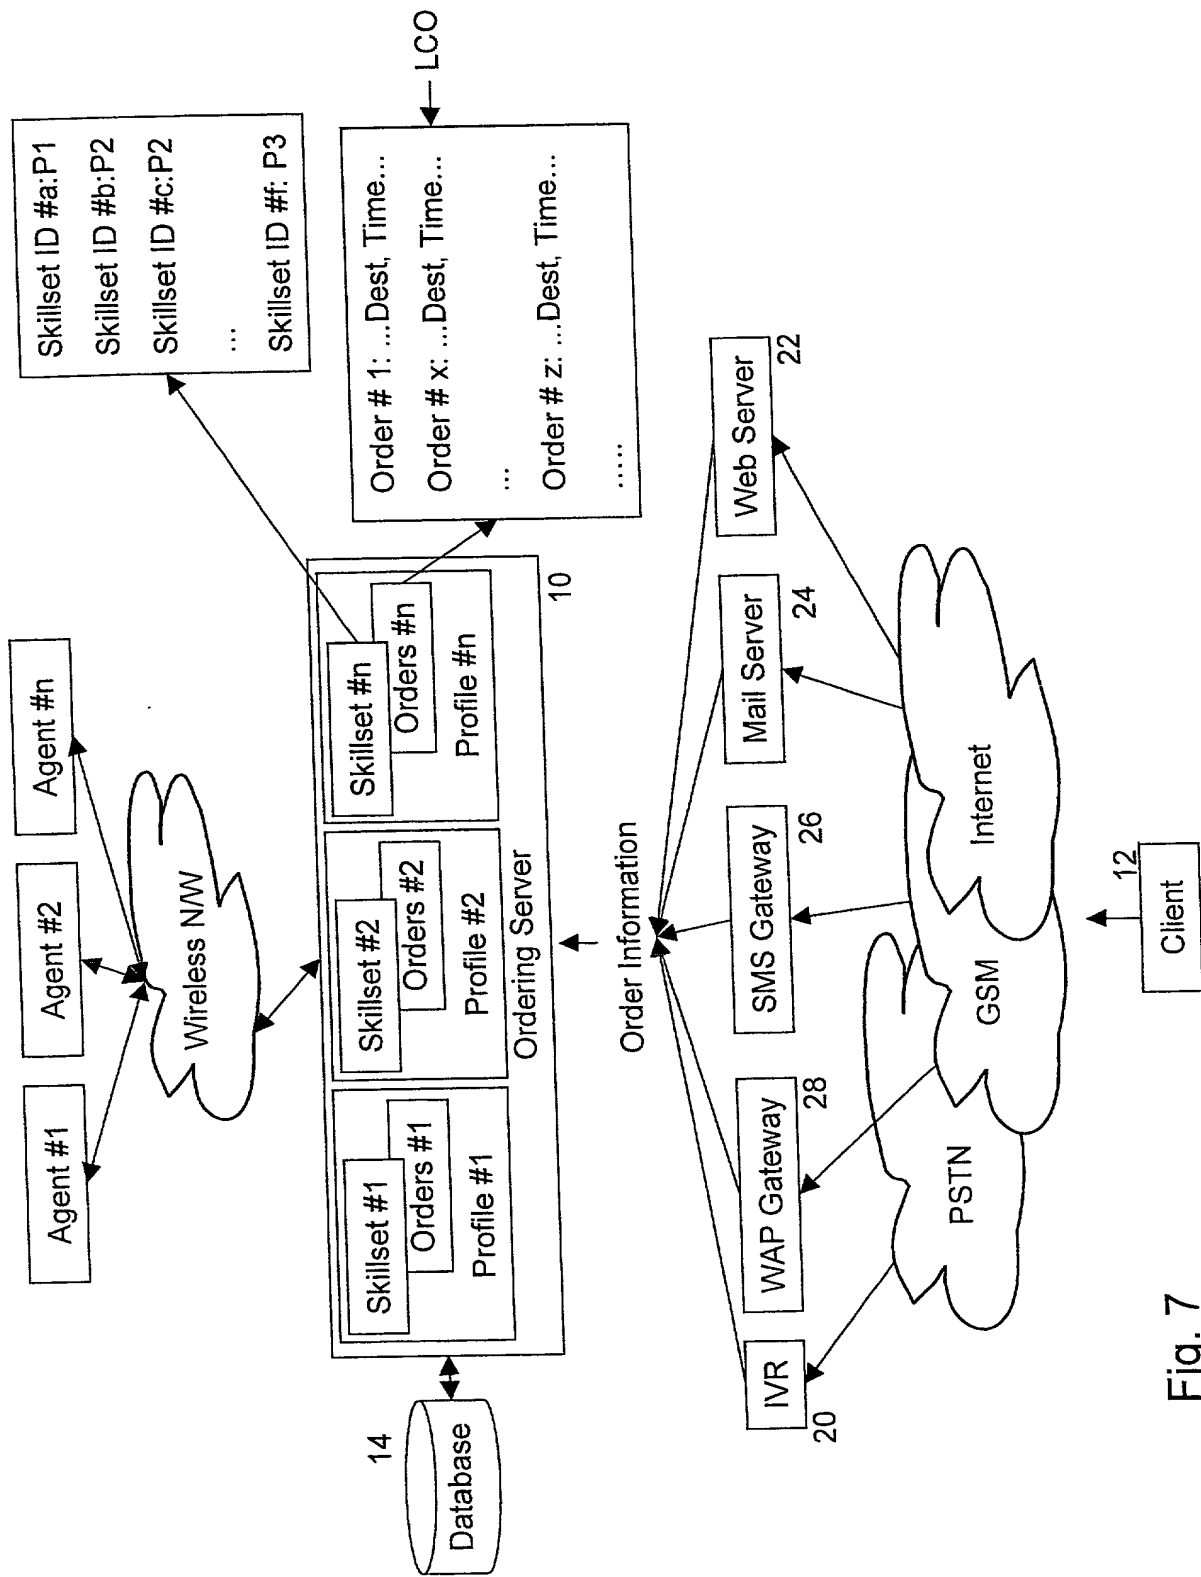 Agent #1
Agent #2
Agent #n
Wireless N/W
Skillset ID #a:P1
Skillset ID #b:P2
Skillset ID #c:P2
...
Skillset ID #f: P3
14
Database
Skillset #1
Orders #1
Profile #1
Skillset #2
Orders #2
Profile #2
Skillset #n
Orders #n
Profile #n
Ordering Server
10
Order # 1: ...Dest, Time...
Order # x: ...Dest, Time...
...
Order # z: ...Dest, Time...
.....
LCO
Order Information
IVR
20
WAP Gateway
28
SMS Gateway
26
Mail Server
24
Web Server
22
PSTN
GSM
Internet
12
Client
Fig. 7